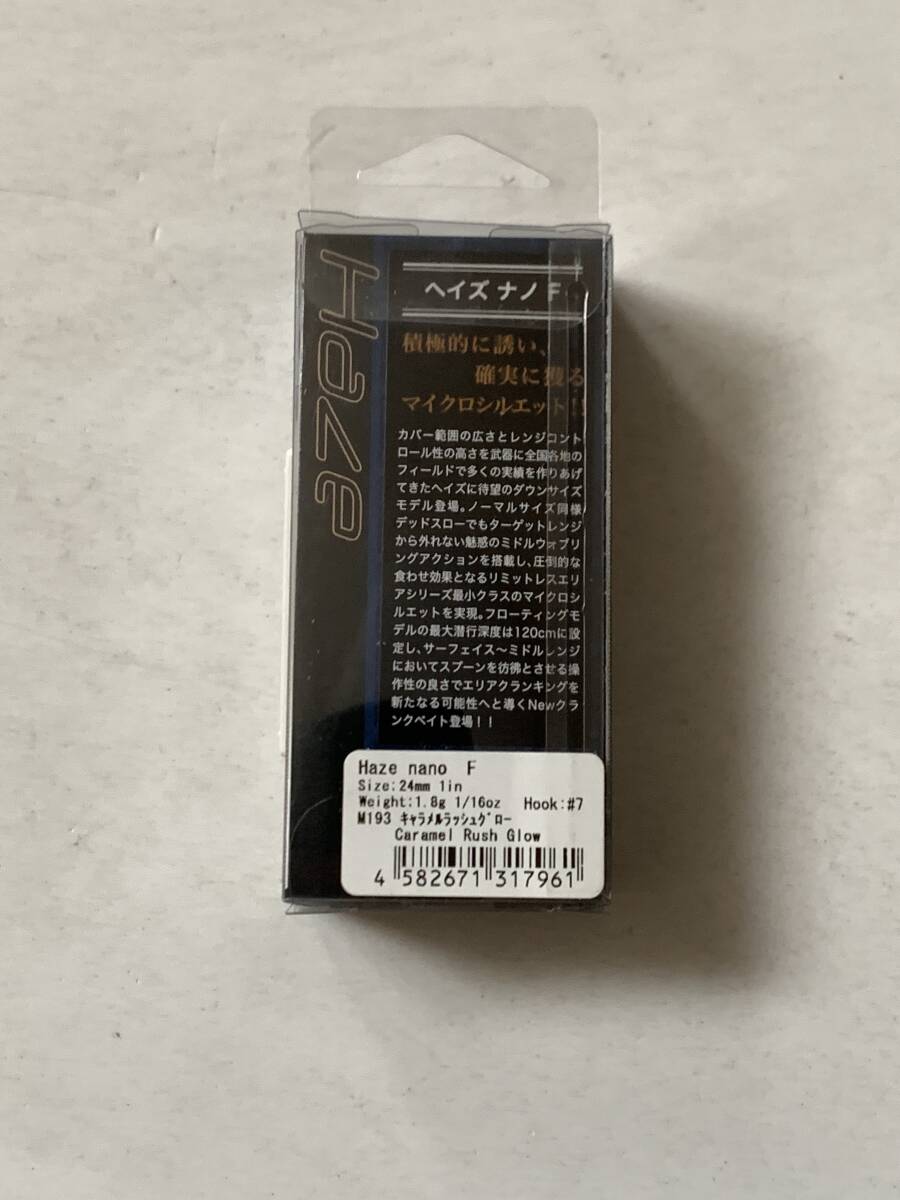 Haze
ヘイズ ナノ F
積極的に誘い、
確実に獲る
マイクロシルエット!!
カバー範囲の広さとレンジコント
ロール性の高さを武器に全国各地の
フィールドで多くの実績を作りあげ
てきたヘイズに待望のダウンサイズ
モデル登場。ノーマルサイズ同様
デッドスローでもターゲットレンジ
から外れない魅惑のミドルウォブリ
ングアクションを搭載し、圧倒的な
食わせ効果となるリミットレスエリ
アシリーズ最小クラスのマイクロシ
ルエットを実現。フローティングモ
デルの最大潜行深度は120cmに設
定し、サーフェイス〜ミドルレンジ
においてスプーンを彷彿とさせる操
作性の良さでエリアクランキングを
新たなる可能性へと導くNewクラ
ンクベイト登場!!
Haze nano F
Size:24mm 1in
Weight:1.8g 1/16oz Hook:#7
M193 ｷｬﾗﾒﾙﾗｯｼｭｸﾞﾛｰ
Caramel Rush Glow
4 582671 317961